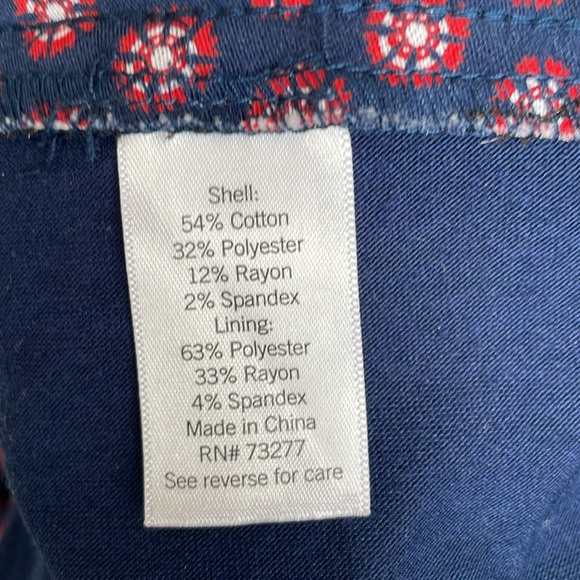 Shell:
54% Cotton
32% Polyester
12% Rayon
2% Spandex
Lining:
63% Polyester
33% Rayon
4% Spandex
Made in China
RN# 73277
See reverse for care